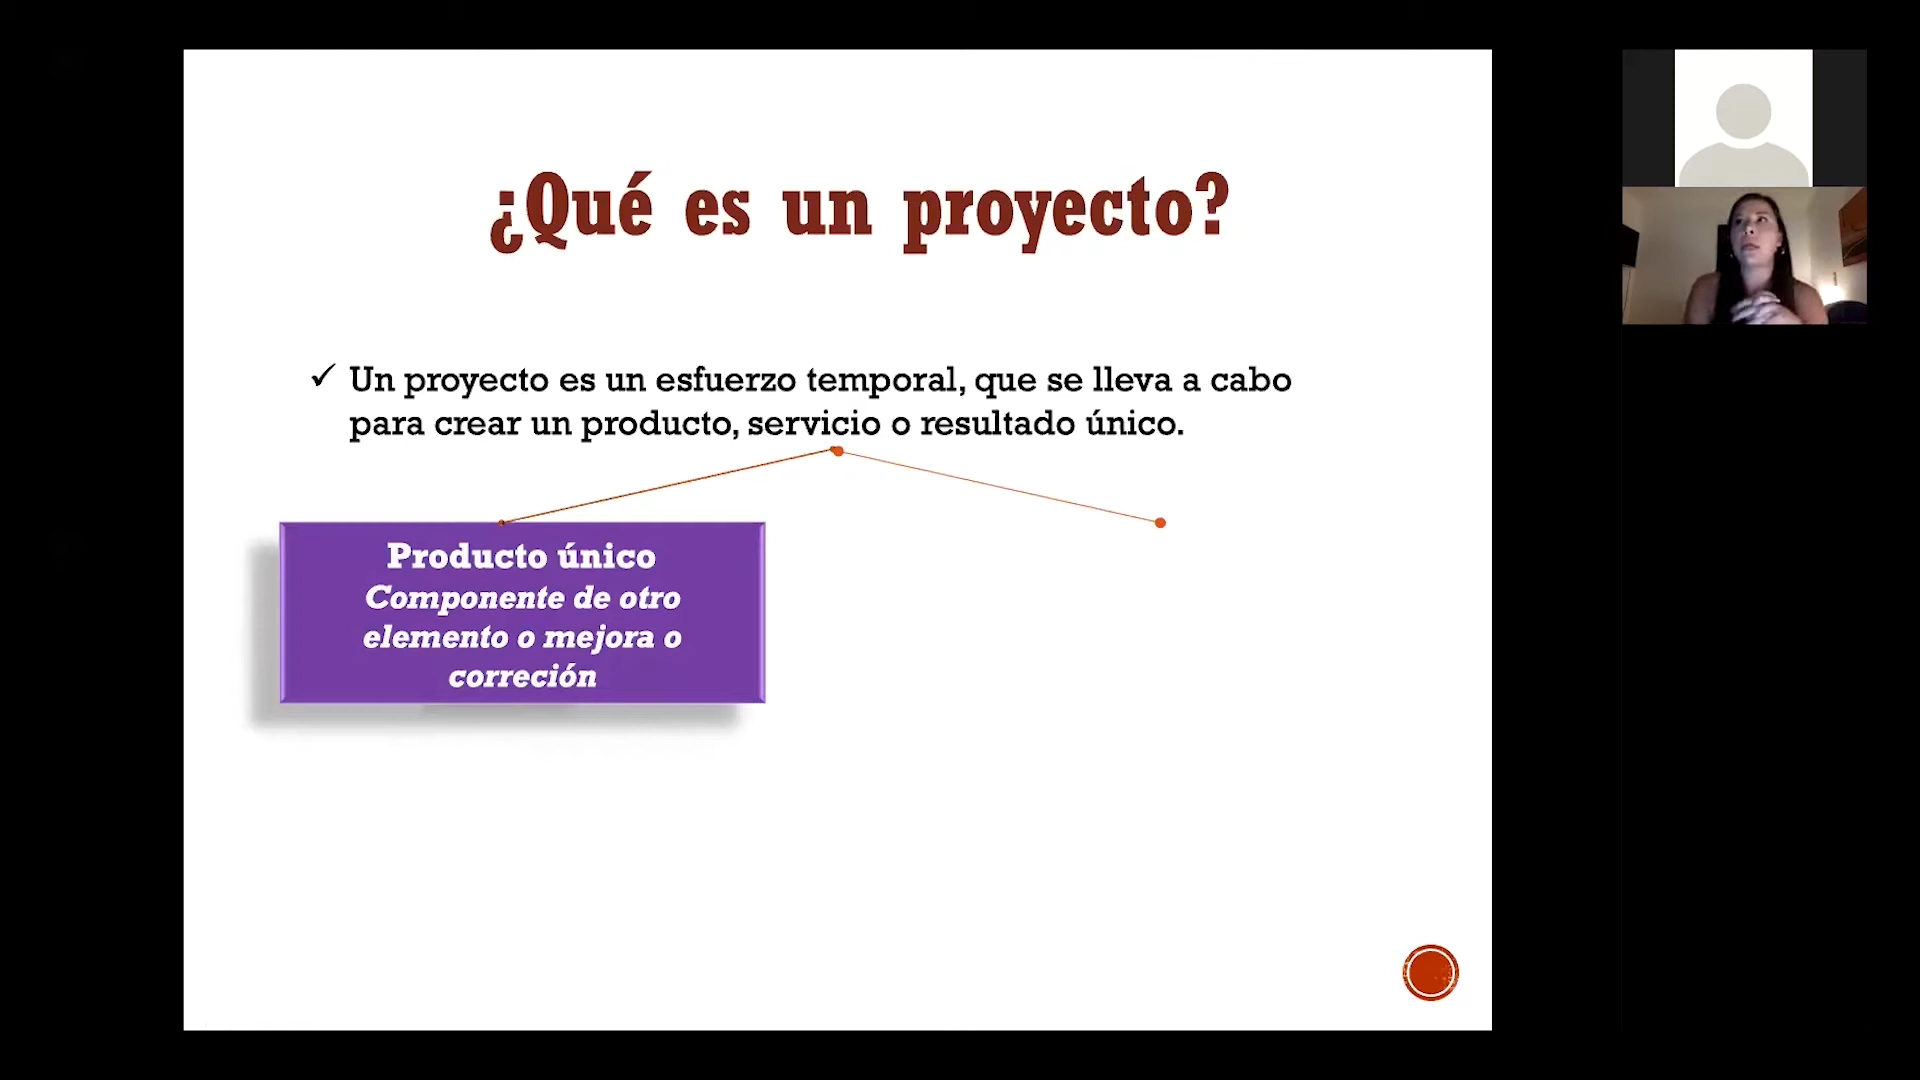 ¿Qué es un proyecto?
✓ Un proyecto es un esfuerzo temporal, que se lleva a cabo
para crear un producto, servicio o resultado único.
Producto único
Componente de otro
elemento o mejora o
correción